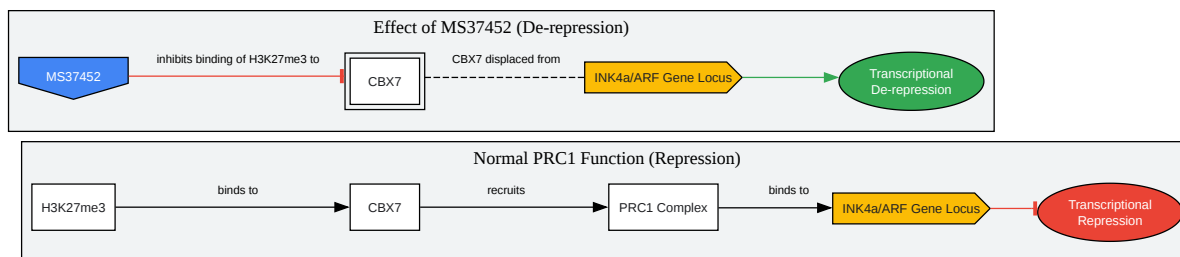 Effect of MS37452 (De-repression)
MS37452
inhibits binding of H3K27me3 to
CBX7
CBX7 displaced from
INK4a/ARF Gene Locus
Transcriptional
De-repression
Normal PRC1 Function (Repression)
H3K27me3
binds to
CBX7
recruits
PRC1 Complex
binds to
INK4a/ARF Gene Locus
Transcriptional
Repression